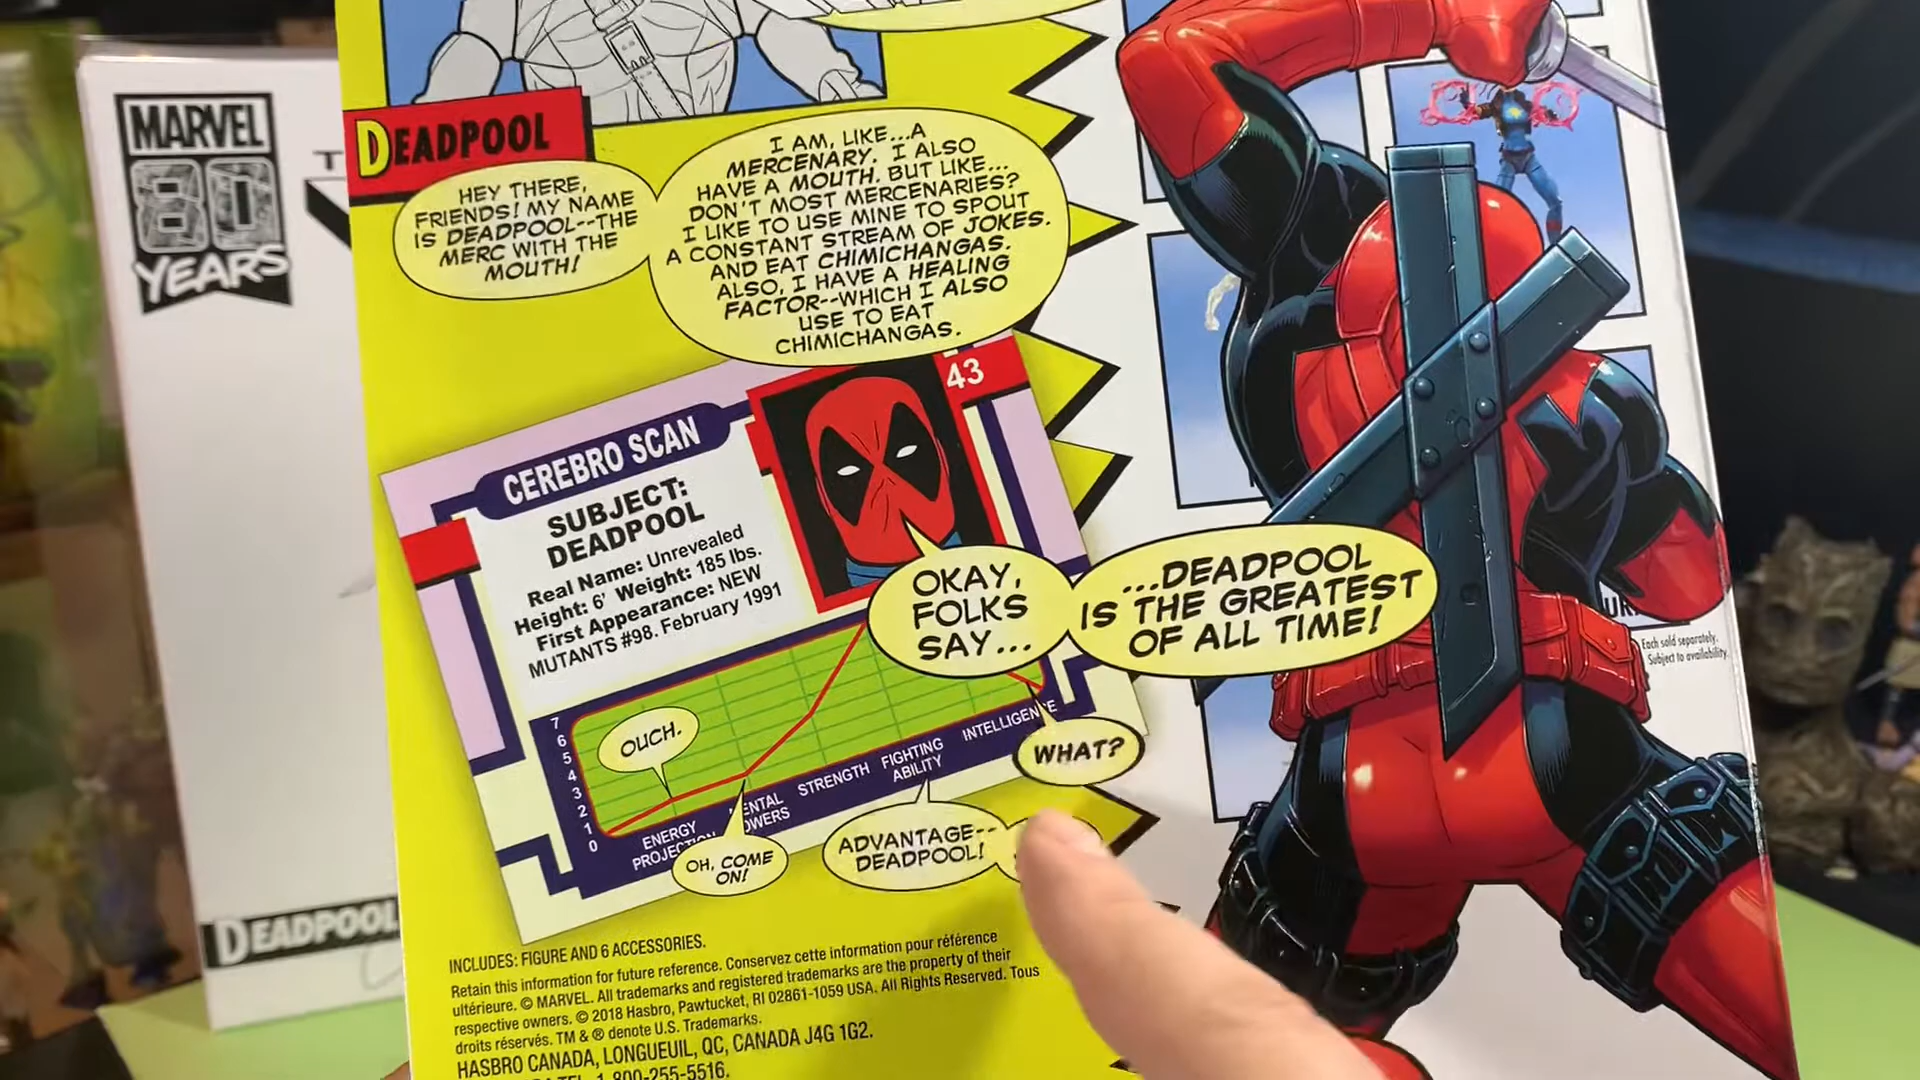 MARVEL
80
YEARS
DEADPOOL
HEY THERE,
FRIENDS! MY NAME
IS DEADPOOL--THE
MERC WITH THE
MOUTH!
I AM, LIKE...A
MERCENARY. I ALSO
HAVE A MOUTH. BUT LIKE...
DON'T MOST MERCENARIES?
I LIKE TO USE MINE TO SPOUT
A CONSTANT STREAM OF JOKES.
AND EAT CHIMICHANGAS.
ALSO, I HAVE A HEALING
FACTOR--WHICH I ALSO
USE TO EAT
CHIMICHANGAS.
43
CEREBRO SCAN
SUBJECT:
DEADPOOL
Real Name: Unrevealed
Height: 6' Weight: 185 lbs.
First Appearance: NEW
MUTANTS #98. February 1991
OKAY,
FOLKS
SAY...
...DEADPOOL
IS THE GREATEST
OF ALL TIME!
Each sold separately.
Subject to availability.
7
6
5
4
3
2
1
0
OUCH.
WHAT?
ENERGY
STRENGTH
FIGHTING
ABILITY
INTELLIGENCE
OH, COME
ON!
ADVANTAGE--
DEADPOOL!
DEADPOOL
INCLUDES: FIGURE AND 6 ACCESSORIES.
Retain this information for future reference. Conservez cette information pour référence
ultérieure. © MARVEL. All trademarks and registered trademarks are the property of their
respective owners. © 2018 Hasbro, Pawtucket, RI 02861-1059 USA. All Rights Reserved. Tous
droits réservés. TM & ® denote U.S. Trademarks.
HASBRO CANADA, LONGUEUIL, QC, CANADA J4G 1G2.
TEL. 1-800-255-5516.